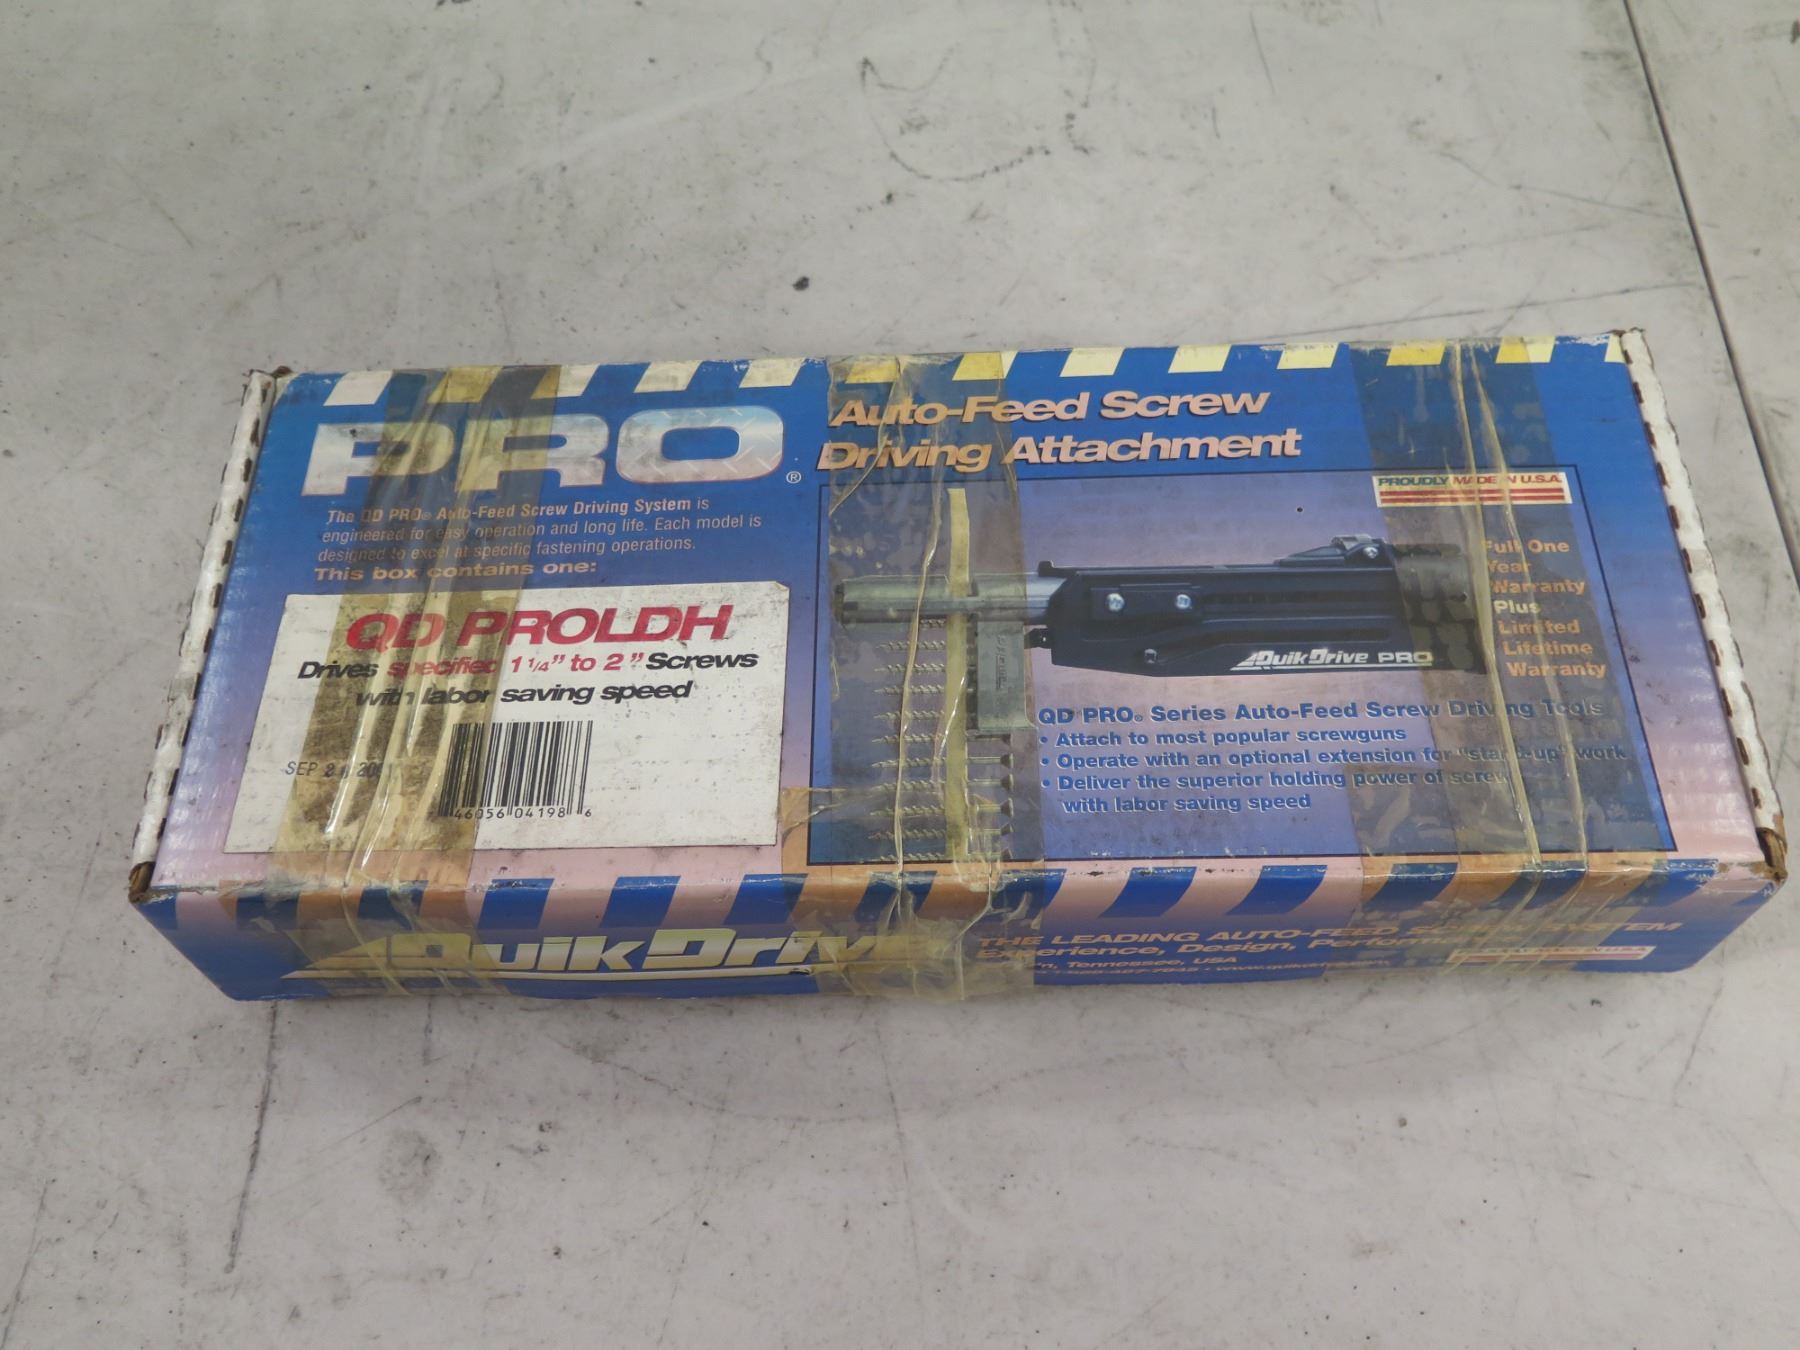 PRO®
Auto-Feed Screw
Driving Attachment
The QD PRO® Auto-Feed Screw Driving System is
engineered for easy operation and long life. Each model is
designed to excel at specific fastening operations.
This box contains one:
QD PROLDH
Drives specified 1 1/4" to 2" Screws
with labor saving speed
SEP
46056 04198 6
PROUDLY MADE IN U.S.A.
Full One
Year
Warranty
Plus
Limited
Lifetime
Warranty
QuikDrive PRO
QD PRO® Series Auto-Feed Screw Driving Tools
• Attach to most popular screwguns
• Operate with an optional extension for "stand-up" work
• Deliver the superior holding power of screws
with labor saving speed
QuikDrive
THE LEADING AUTO-FEED SYSTEM
Experience, Design,
Tennessee, USA